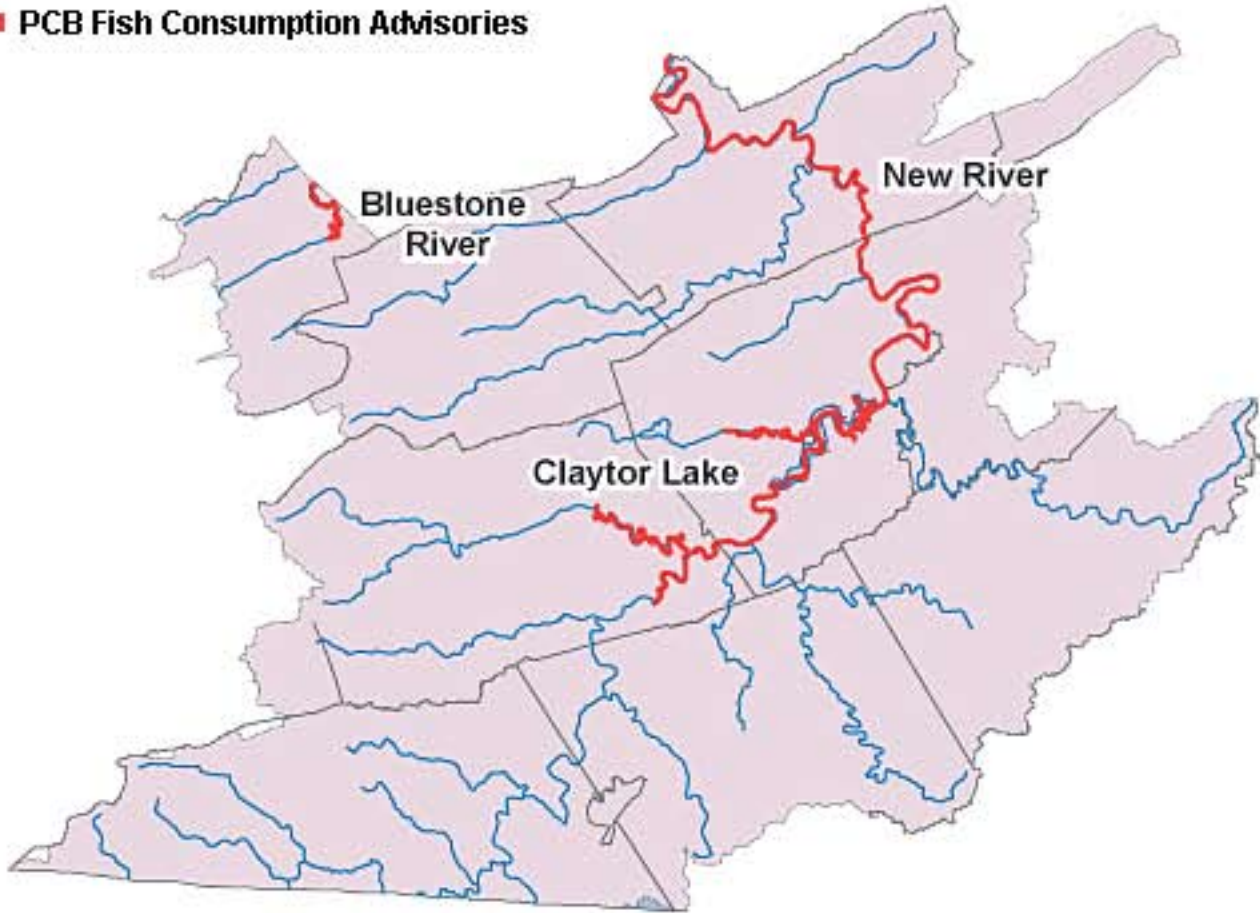 PCB Fish Consumption Advisories
New River
Bluestone
River
Claytor Lake